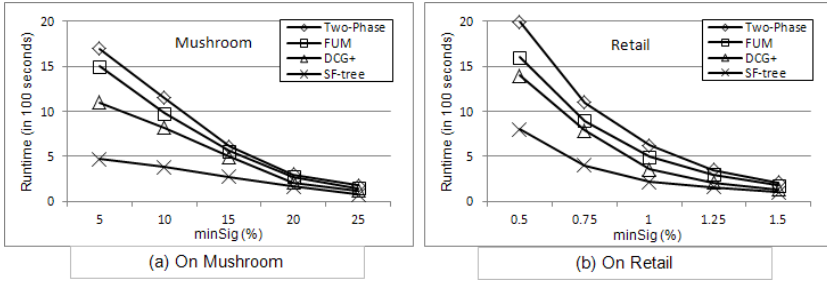 Mushroom
Two-Phase
FUM
DCG+
SF-tree
Runtime (in 100 seconds)
20
15
10
5
0
5 10 15 20 25
minSig (%)
(a) On Mushroom
Retail
Two-Phase
FUM
DCG+
SF-tree
Runtime (in 100 seconds)
20
15
10
5
0
0.5 0.75 1 1.25 1.5
minSig (%)
(b) On Retail